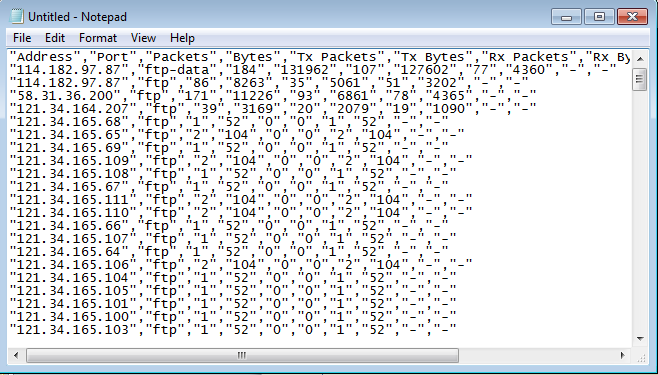 Untitled - Notepad
File Edit Format View Help
"Address","Port","Packets","Bytes","Tx Packets","Tx Bytes","Rx Packets","Rx By
"114.182.97.87","ftp-data","184","131962","107","127602","77","4360","-","-"
"114.182.97.87","ftp","86","8263","35","5061","51","3202","-","-"
"58.31.36.200","ftp","171","11226","93","6861","78","4365","-","-"
"121.34.164.207","ftp","39","3169","20","2079","19","1090","-","-"
"121.34.165.68","ftp","1","52","0","0","1","52","-","-"
"121.34.165.65","ftp","2","104","0","0","2","104","-","-"
"121.34.165.69","ftp","1","52","0","0","1","52","-","-"
"121.34.165.109","ftp","2","104","0","0","2","104","-","-"
"121.34.165.108","ftp","1","52","0","0","1","52","-","-"
"121.34.165.67","ftp","1","52","0","0","1","52","-","-"
"121.34.165.111","ftp","2","104","0","0","2","104","-","-"
"121.34.165.110","ftp","2","104","0","0","2","104","-","-"
"121.34.165.66","ftp","1","52","0","0","1","52","-","-"
"121.34.165.107","ftp","1","52","0","0","1","52","-","-"
"121.34.165.64","ftp","1","52","0","0","1","52","-","-"
"121.34.165.106","ftp","2","104","0","0","2","104","-","-"
"121.34.165.104","ftp","1","52","0","0","1","52","-","-"
"121.34.165.105","ftp","1","52","0","0","1","52","-","-"
"121.34.165.101","ftp","1","52","0","0","1","52","-","-"
"121.34.165.100","ftp","1","52","0","0","1","52","-","-"
"121.34.165.103","ftp","1","52","0","0","1","52","-","-"